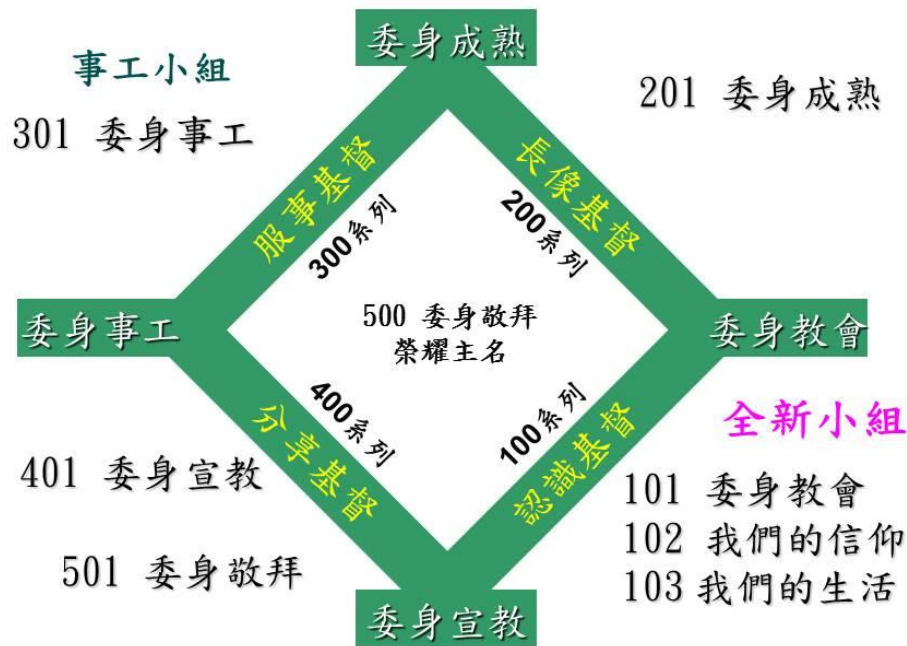 委身成熟
事工小組
301 委身事工
201 委身成熟
服事基督
300系列
長像基督
200系列
委身事工
500 委身敬拜
榮耀主名
委身教會
分享基督
400系列
認識基督
100系列
全新小組
401 委身宣教
501 委身敬拜
101 委身教會
102 我們的信仰
103 我們的生活
委身宣教